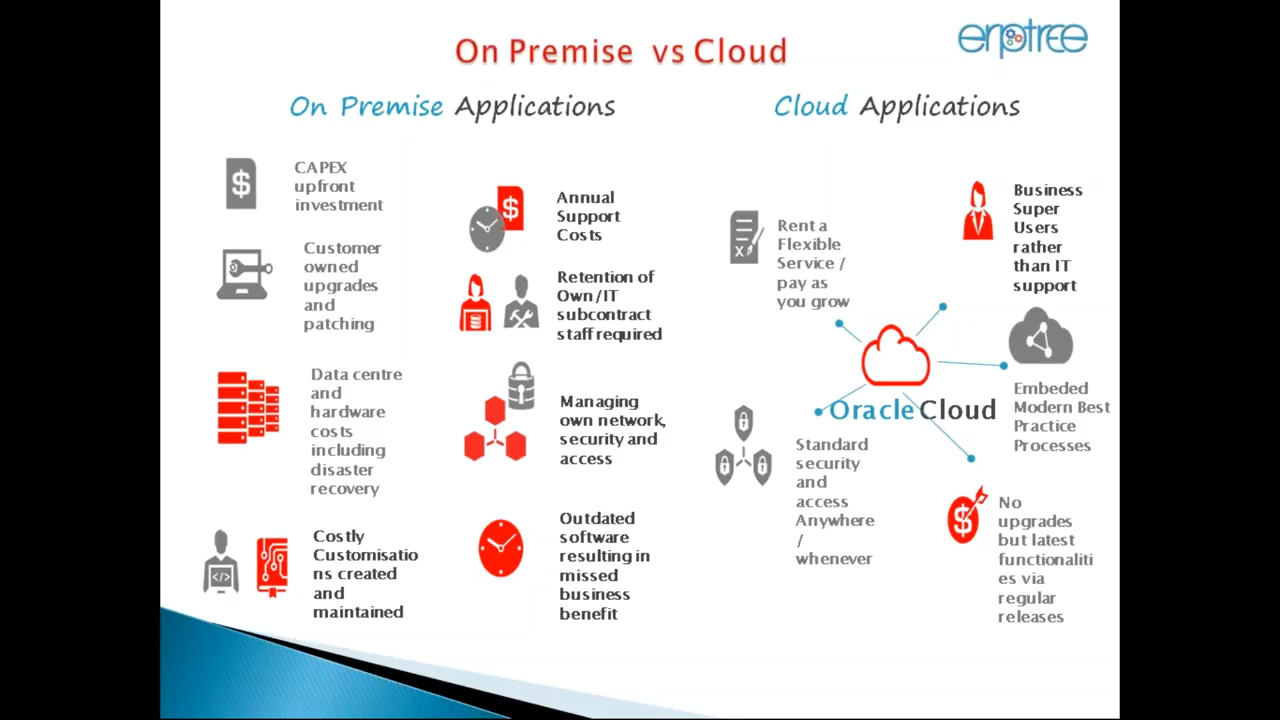 On Premise vs Cloud
erptree
On Premise Applications
CAPEX
upfront
investment
Customer
owned
upgrades
and
patching
Data centre
and
hardware
costs
including
disaster
recovery
Costly
Customisatio
ns created
and
maintained
Annual
Support
Costs
Retention of
Own/IT
subcontract
staff required
Managing
own network,
security and
access
Outdated
software
resulting in
missed
business
benefit
Cloud Applications
Rent a
Flexible
Service /
pay as
you grow
Business
Super
Users
rather
than IT
support
Oracle Cloud
Embeded
Modern Best
Practice
Processes
Standard
security
and
access
Anywhere
/
whenever
No
upgrades
but latest
functionaliti
es via
regular
releases